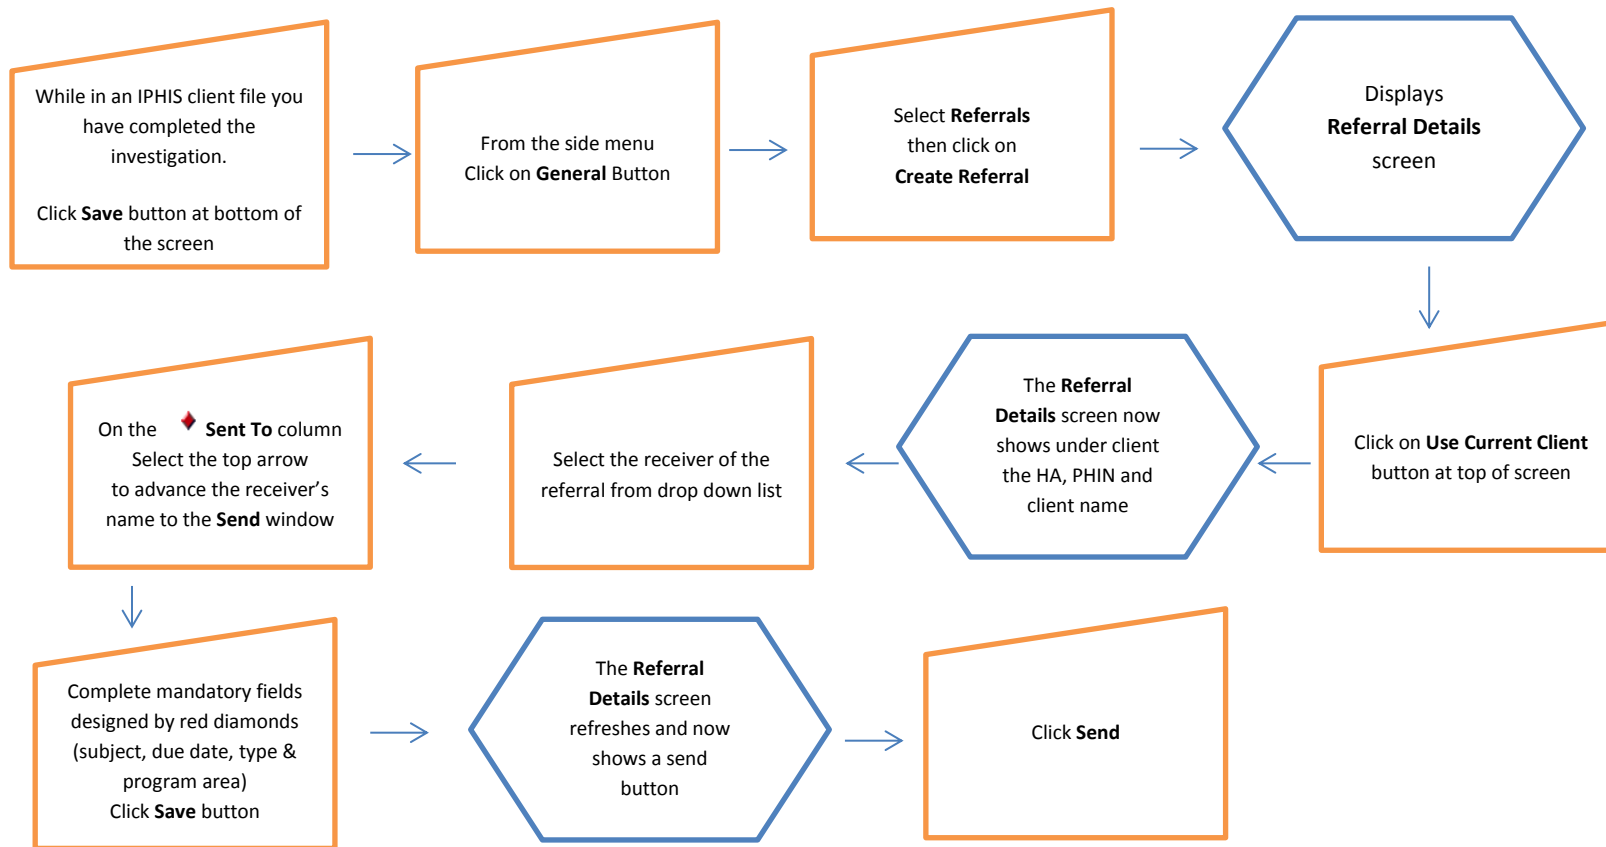 While in an IPHIS client file you
have completed the
investigation.
Click Save button at bottom of
the screen
From the side menu
Click on General Button
Select Referrals
then click on
Create Referral
Displays
Referral Details
screen
Click on Use Current Client
button at top of screen
The Referral
Details screen now
shows under client
the HA, PHIN and
client name
Select the receiver of the
referral from drop down list
On the Sent To column
Select the top arrow
to advance the receiver's
name to the Send window
Complete mandatory fields
designed by red diamonds
(subject, due date, type &
program area)
Click Save button
The Referral
Details screen
refreshes and now
shows a send
button
Click Send